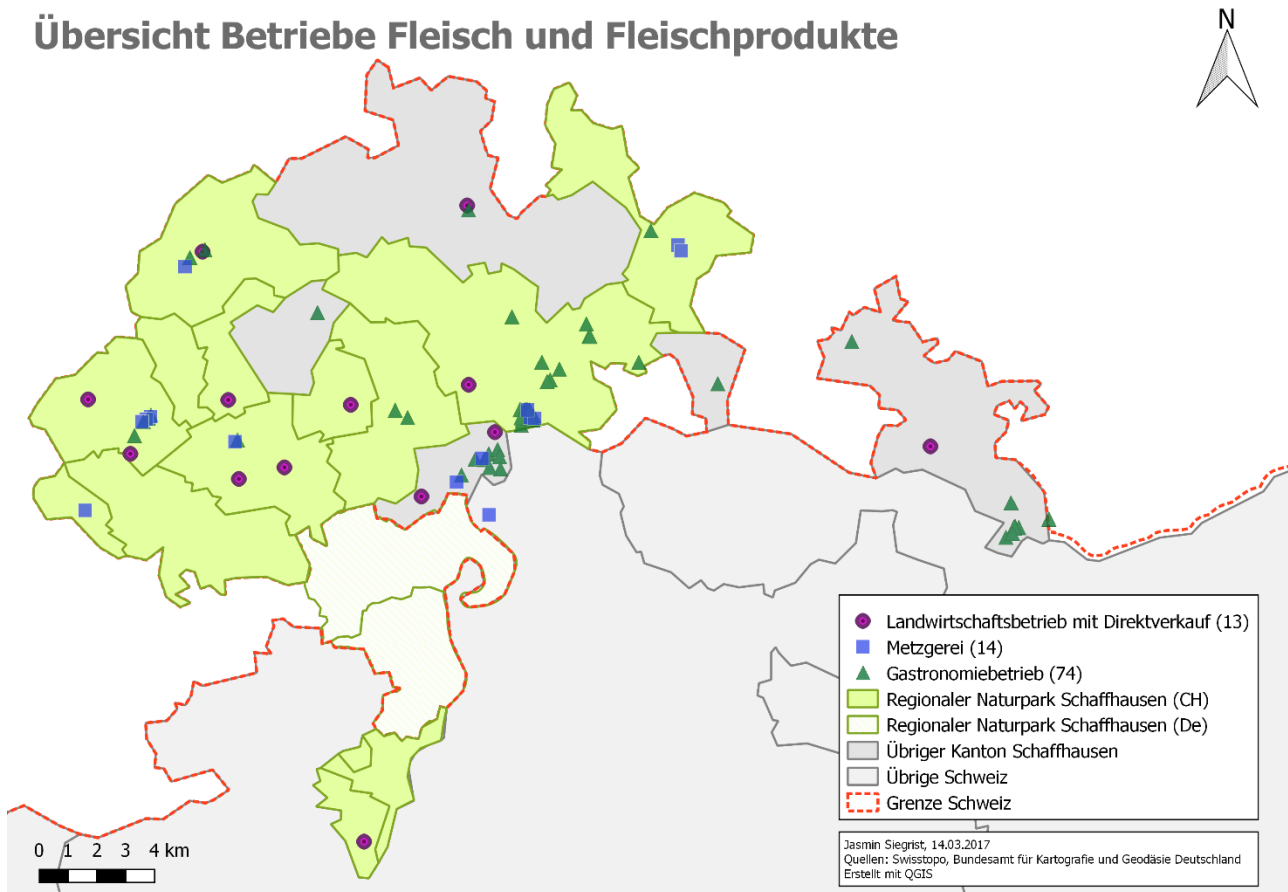 Übersicht Betriebe Fleisch und Fleischprodukte
N
Landwirtschaftsbetrieb mit Direktverkauf (13)
Metzgerei (14)
Gastronomiebetrieb (74)
Regionaler Naturpark Schaffhausen (CH)
Regionaler Naturpark Schaffhausen (De)
Übriger Kanton Schaffhausen
Übrige Schweiz
Grenze Schweiz
0 1 2 3 4 km
Jasmin Siegrist, 14.03.2017
Quellen: Swisstopo, Bundesamt für Kartografie und Geodäsie Deutschland
Erstellt mit QGIS